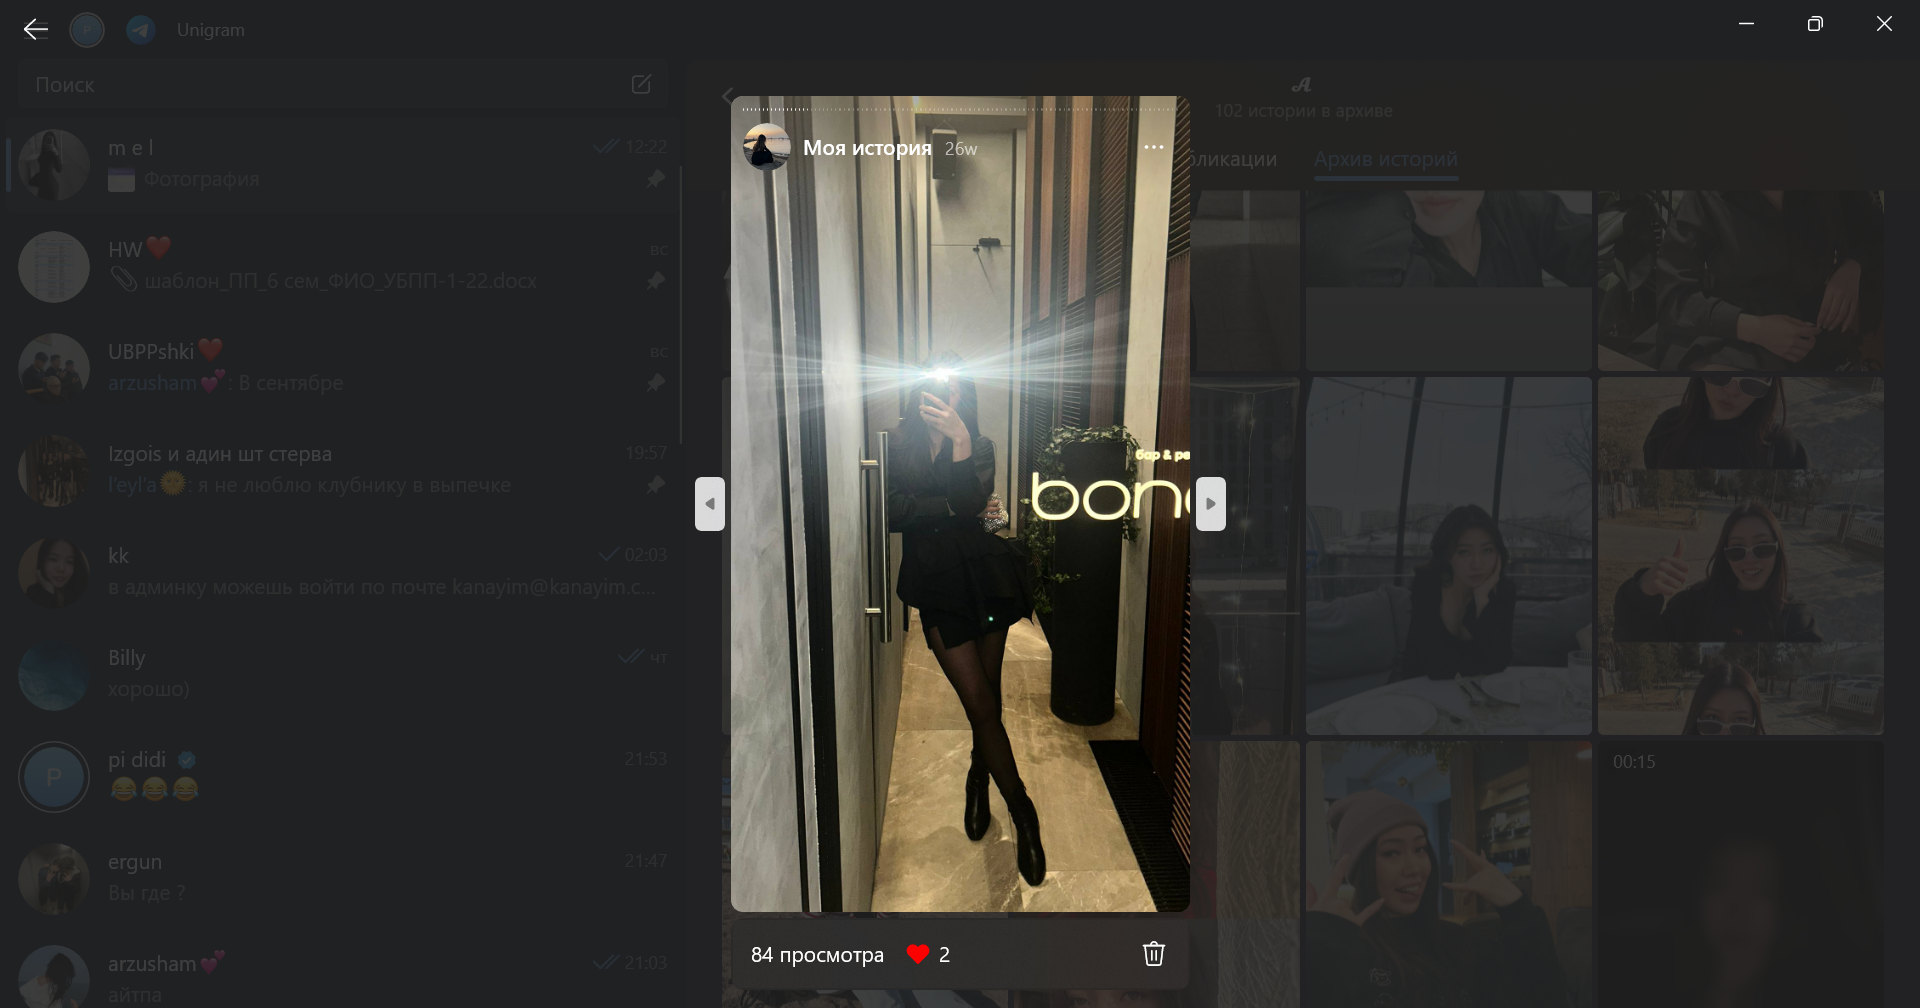 Unigram
Поиск
m e l
12:22
Фотография
HW
вс
шаблон_ПП_6 сем_ФИО_УБПП-1-22.docx
UBPPshki
вс
arzusham💕: В сентябре
Izgois и адин шт стерва
19:57
l'eyl'a🌞: я не люблю клубнику в выпечке
kk
02:03
в админку можешь войти по почте kanayim@kanayim.c...
Billy
чт
хорошо)
P
pi didi
21:53
😂😂😂
ergun
21:47
Вы где ?
arzusham💕
21:03
айтпа
102 истории в архиве
бликации
Архив историй
Моя история 26w
бар & ре
bon
00:15
84 просмотра
2